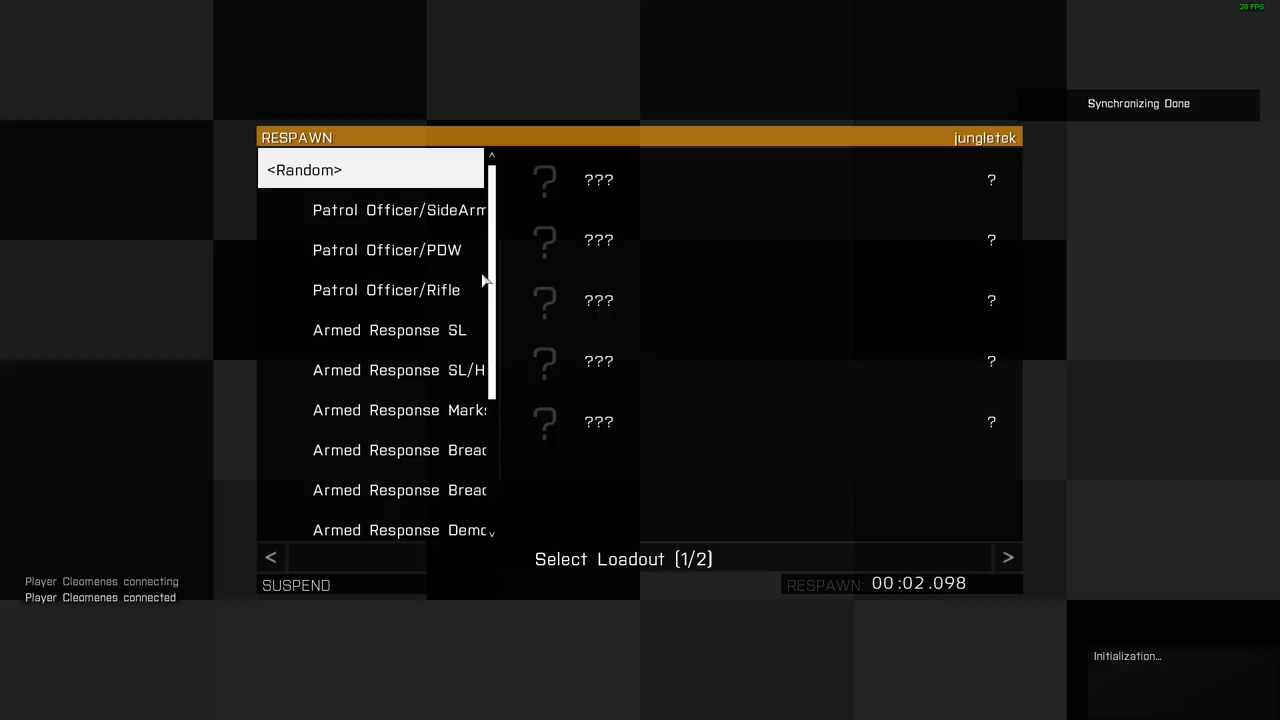 28 FPS
Synchronizing Done
RESPAWN
jungletek
<Random>
??? ?
Patrol Officer/SideArm
Patrol Officer/PDW
??? ?
Patrol Officer/Rifle
??? ?
Armed Response SL
Armed Response SL/H
??? ?
Armed Response Mark
??? ?
Armed Response Breac
Armed Response Breac
Armed Response Demo
< Select Loadout (1/2) >
Player Cleomenes connecting
SUSPEND
RESPAWN: 00:02.098
Player Cleomenes connected
Initialization...